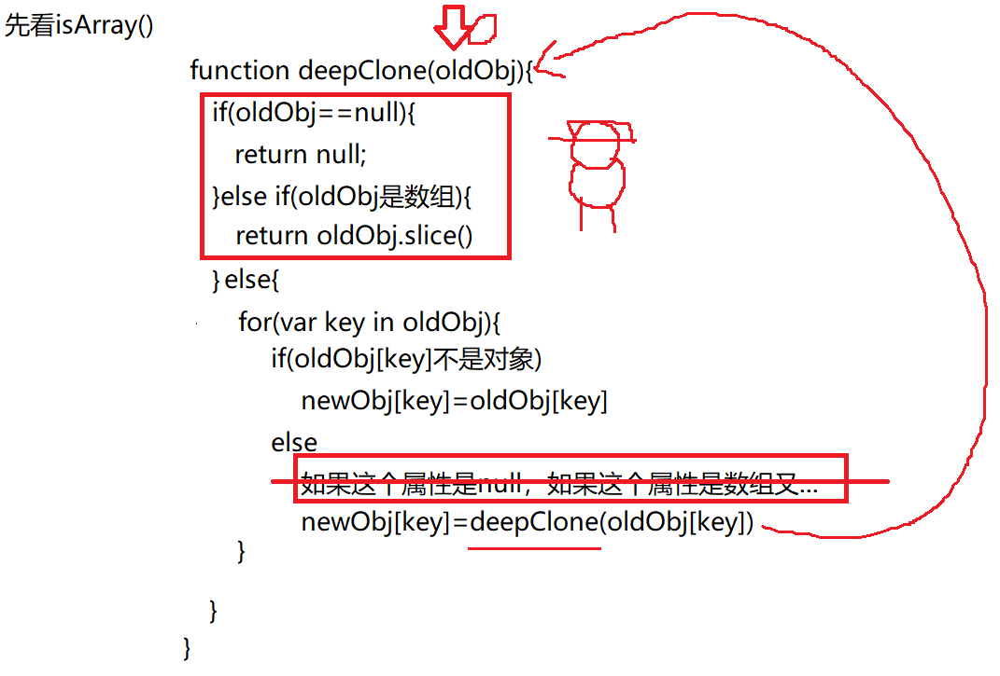 先看isArray()
function deepClone(oldObj){
if(oldObj==null){
return null;
}else if(oldObj是数组){
return oldObj.slice()
}else{
for(var key in oldObj){
if(oldObj[key]不是对象)
newObj[key]=oldObj[key]
else
如果这个属性是null，如果这个属性是数组又...
newObj[key]=deepClone(oldObj[key])
}
}
}